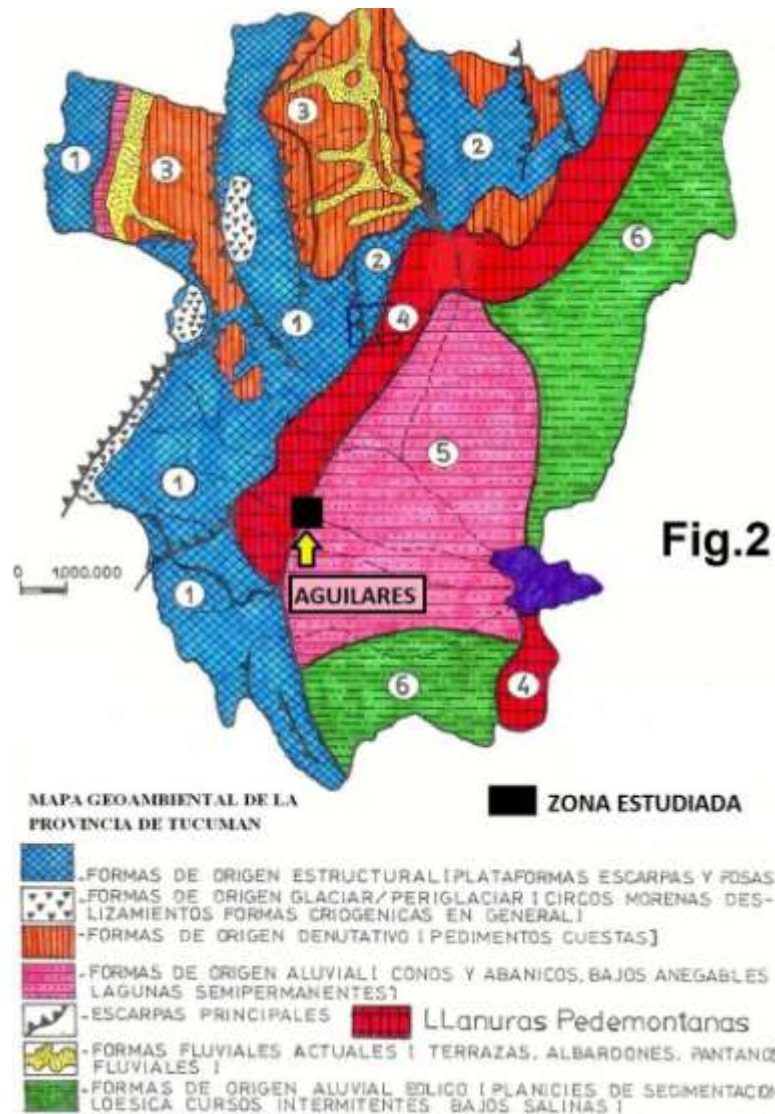 1
3
3
2
6
2
4
1
5
1
Fig.2
0 1,000.000
1
AGUILARES
6
4
MAPA GEOAMBIENTAL DE LA
PROVINCIA DE TUCUMAN
ZONA ESTUDIADA
FORMAS DE ORIGEN ESTRUCTURAL [PLATAFORMAS ESCARPAS Y FOSAS
FORMAS DE ORIGEN GLACIAR/PERIGLACIAR [CIRCOS MORENAS DES-
LIZAMIENTOS FORMAS CRIOGENICAS EN GENERAL]
FORMAS DE ORIGEN DENUTATIVO [PEDIMENTOS CUESTAS]
FORMAS DE ORIGEN ALUVIAL[ CONOS Y ABANICOS, BAJOS ANEGABLES
LAGUNAS SEMIPERMANENTES]
ESCARPAS PRINCIPALES LLanuras Pedemontanas
FORMAS FLUVIALES ACTUALES [ TERRAZAS, ALBARDONES, PANTANOS
FLUVIALES ]
FORMAS DE ORIGEN ALUVIAL EOLICO [ PLANICIES DE SEDIMENTACION
LOESICA CURSOS INTERMITENTES BAJOS SALINAS ]